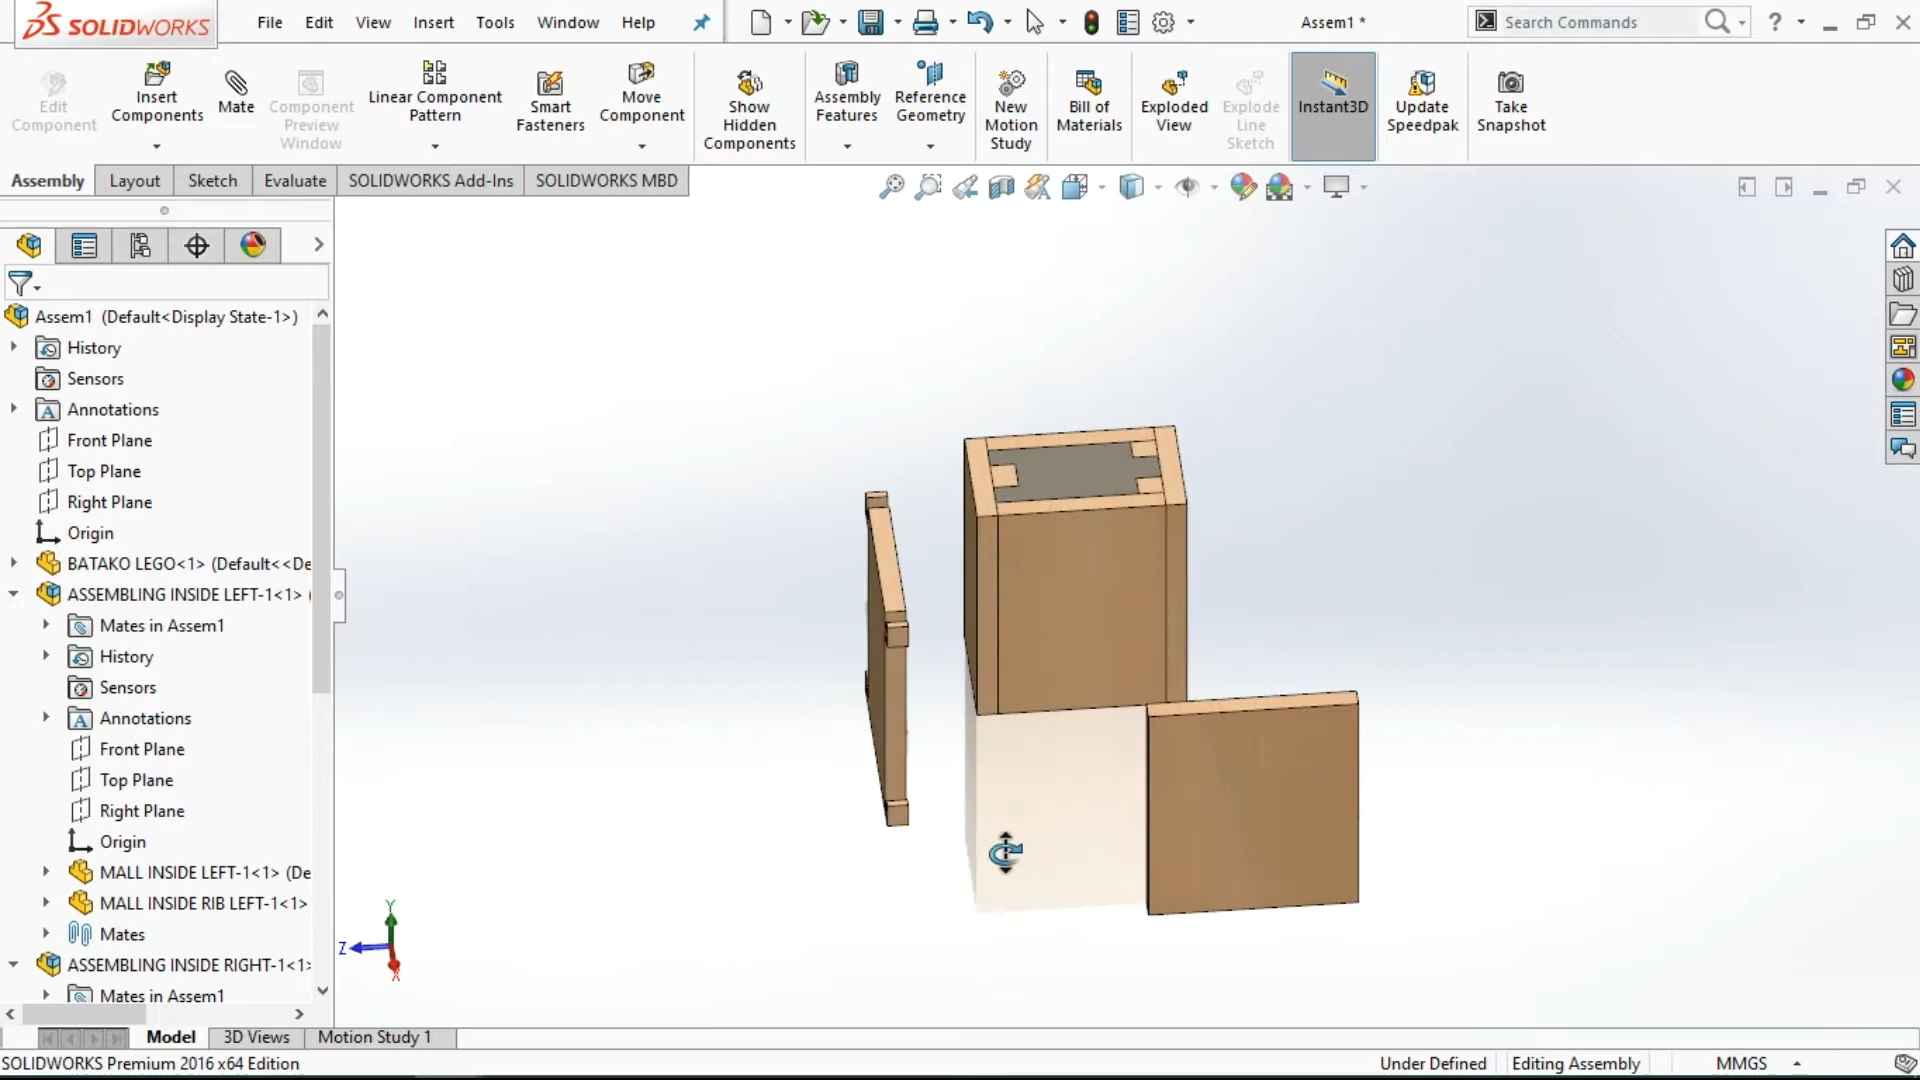 SOLIDWORKS
File Edit View Insert Tools Window Help
Assem1 *
Search Commands
?
Edit Component
Insert Components
Mate
Component Preview Window
Linear Component Pattern
Smart Fasteners
Move Component
Show Hidden Components
Assembly Features
Reference Geometry
New Motion Study
Bill of Materials
Exploded View
Explode Line Sketch
Instant3D
Update Speedpak
Take Snapshot
Assembly Layout Sketch Evaluate SOLIDWORKS Add-Ins SOLIDWORKS MBD
Assem1 (Default<Display State-1>)
History
Sensors
Annotations
Front Plane
Top Plane
Right Plane
Origin
BATAKO LEGO<1> (Default<<De
ASSEMBLING INSIDE LEFT-1<1> (
Mates in Assem1
History
Sensors
Annotations
Front Plane
Top Plane
Right Plane
Origin
MALL INSIDE LEFT-1<1> (De
MALL INSIDE RIB LEFT-1<1>
Mates
ASSEMBLING INSIDE RIGHT-1<1>
Mates in Assem1
Y
Z
X
Model 3D Views Motion Study 1
SOLIDWORKS Premium 2016 x64 Edition
Under Defined Editing Assembly MMGS